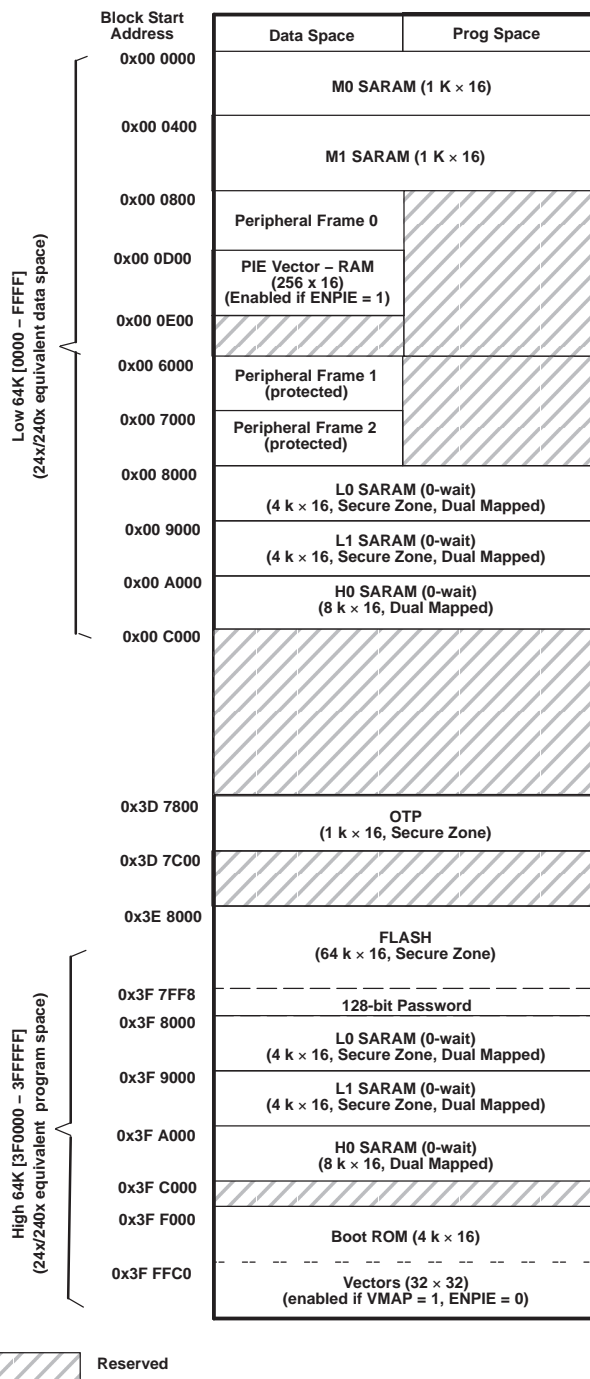 Block Start
Address
Data Space
Prog Space
0x00 0000
M0 SARAM (1 K × 16)
0x00 0400
M1 SARAM (1 K × 16)
0x00 0800
Peripheral Frame 0
0x00 0D00
PIE Vector – RAM
(256 x 16)
(Enabled if ENPIE = 1)
0x00 0E00
0x00 6000
Peripheral Frame 1
(protected)
0x00 7000
Peripheral Frame 2
(protected)
0x00 8000
L0 SARAM (0-wait)
(4 k × 16, Secure Zone, Dual Mapped)
0x00 9000
L1 SARAM (0-wait)
(4 k × 16, Secure Zone, Dual Mapped)
0x00 A000
H0 SARAM (0-wait)
(8 k × 16, Dual Mapped)
0x00 C000
Low 64K [0000 – FFFF]
(24x/240x equivalent data space)
0x3D 7800
OTP
(1 k × 16, Secure Zone)
0x3D 7C00
0x3E 8000
FLASH
(64 k × 16, Secure Zone)
0x3F 7FF8
128-bit Password
0x3F 8000
L0 SARAM (0-wait)
(4 k × 16, Secure Zone, Dual Mapped)
0x3F 9000
L1 SARAM (0-wait)
(4 k × 16, Secure Zone, Dual Mapped)
0x3F A000
H0 SARAM (0-wait)
(8 k × 16, Dual Mapped)
0x3F C000
0x3F F000
Boot ROM (4 k × 16)
0x3F FFC0
Vectors (32 × 32)
(enabled if VMAP = 1, ENPIE = 0)
High 64K [3F0000 – 3FFFFF]
(24x/240x equivalent program space)
Reserved